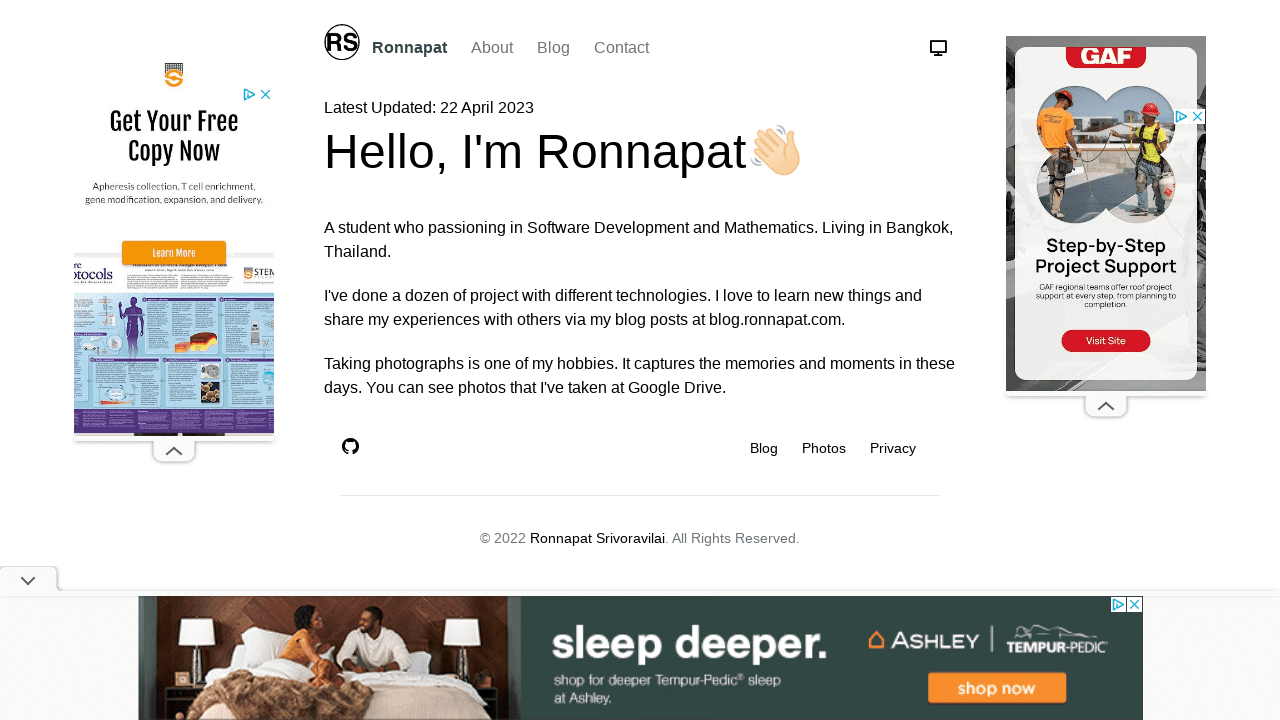 RS
Ronnapat
About
Blog
Contact
Latest Updated: 22 April 2023
Hello, I'm Ronnapat👋🏻
A student who passioning in Software Development and Mathematics. Living in Bangkok,
Thailand.
I've done a dozen of project with different technologies. I love to learn new things and
share my experiences with others via my blog posts at blog.ronnapat.com.
Taking photographs is one of my hobbies. It captures the memories and moments in these
days. You can see photos that I've taken at Google Drive.
Blog
Photos
Privacy
© 2022 Ronnapat Srivoravilai. All Rights Reserved.
Get Your Free
Copy Now
Apheresis collection, T cell enrichment,
gene modification, expansion, and delivery.
Learn More
GAF
Step-by-Step
Project Support
GAF regional teams offer roof project
support at every step, from planning to
completion.
Visit Site
sleep deeper.
shop for deeper Tempur-Pedic® sleep
at Ashley.
ASHLEY
TEMPUR-PEDIC
shop now